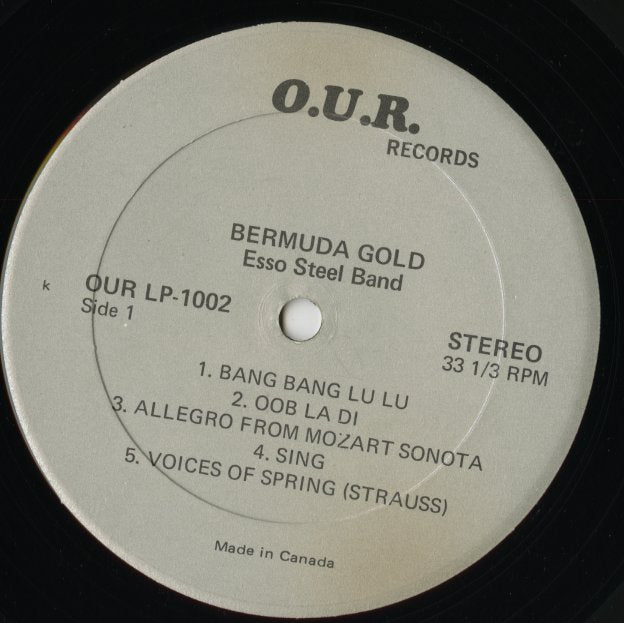 O.U.R.
RECORDS
BERMUDA GOLD
Esso Steel Band
k
OUR LP-1002
Side 1
STEREO
33 1/3 RPM
1. BANG BANG LU LU
2. OOB LA DI
3. ALLEGRO FROM MOZART SONOTA
4. SING
5. VOICES OF SPRING (STRAUSS)
Made in Canada